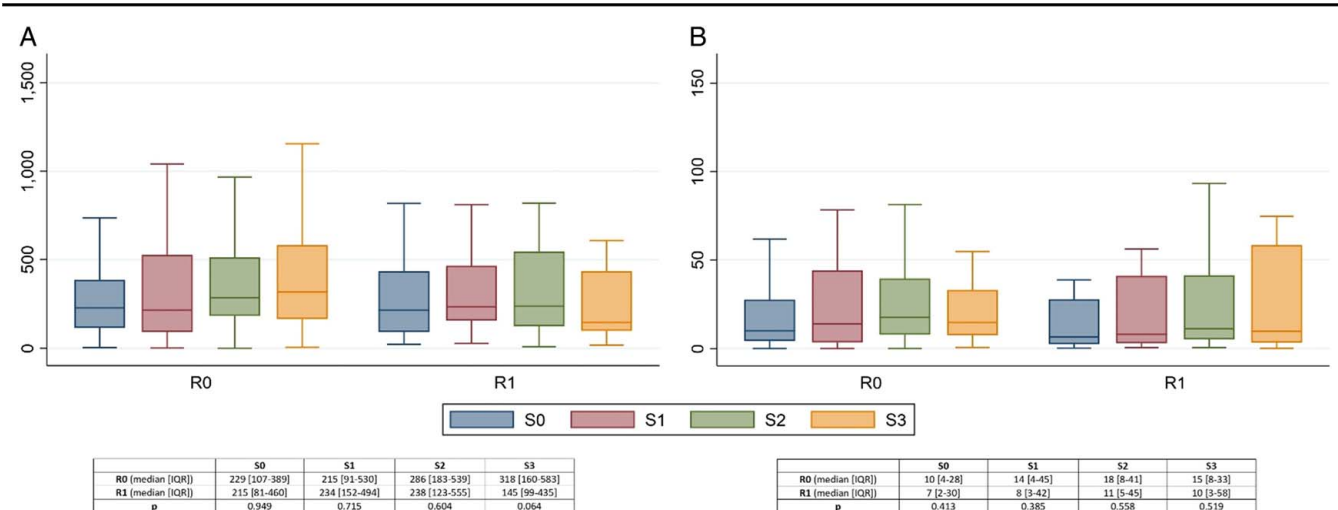 A
B
1,500
1,000
500
0
R0 R1
150
100
50
0
R0 R1
S0 S1 S2 S3
S0 S1 S2 S3
R0 (median [IQR]) 229 [107-389] 215 [91-530] 286 [183-539] 318 [160-583]
R1 (median [IQR]) 215 [81-460] 234 [152-494] 238 [123-555] 145 [99-435]
p 0.949 0.715 0.604 0.064
S0 S1 S2 S3
R0 (median [IQR]) 10 [4-28] 14 [4-45] 18 [8-41] 15 [8-33]
R1 (median [IQR]) 7 [2-30] 8 [3-42] 11 [5-45] 10 [3-58]
p 0.413 0.385 0.558 0.519